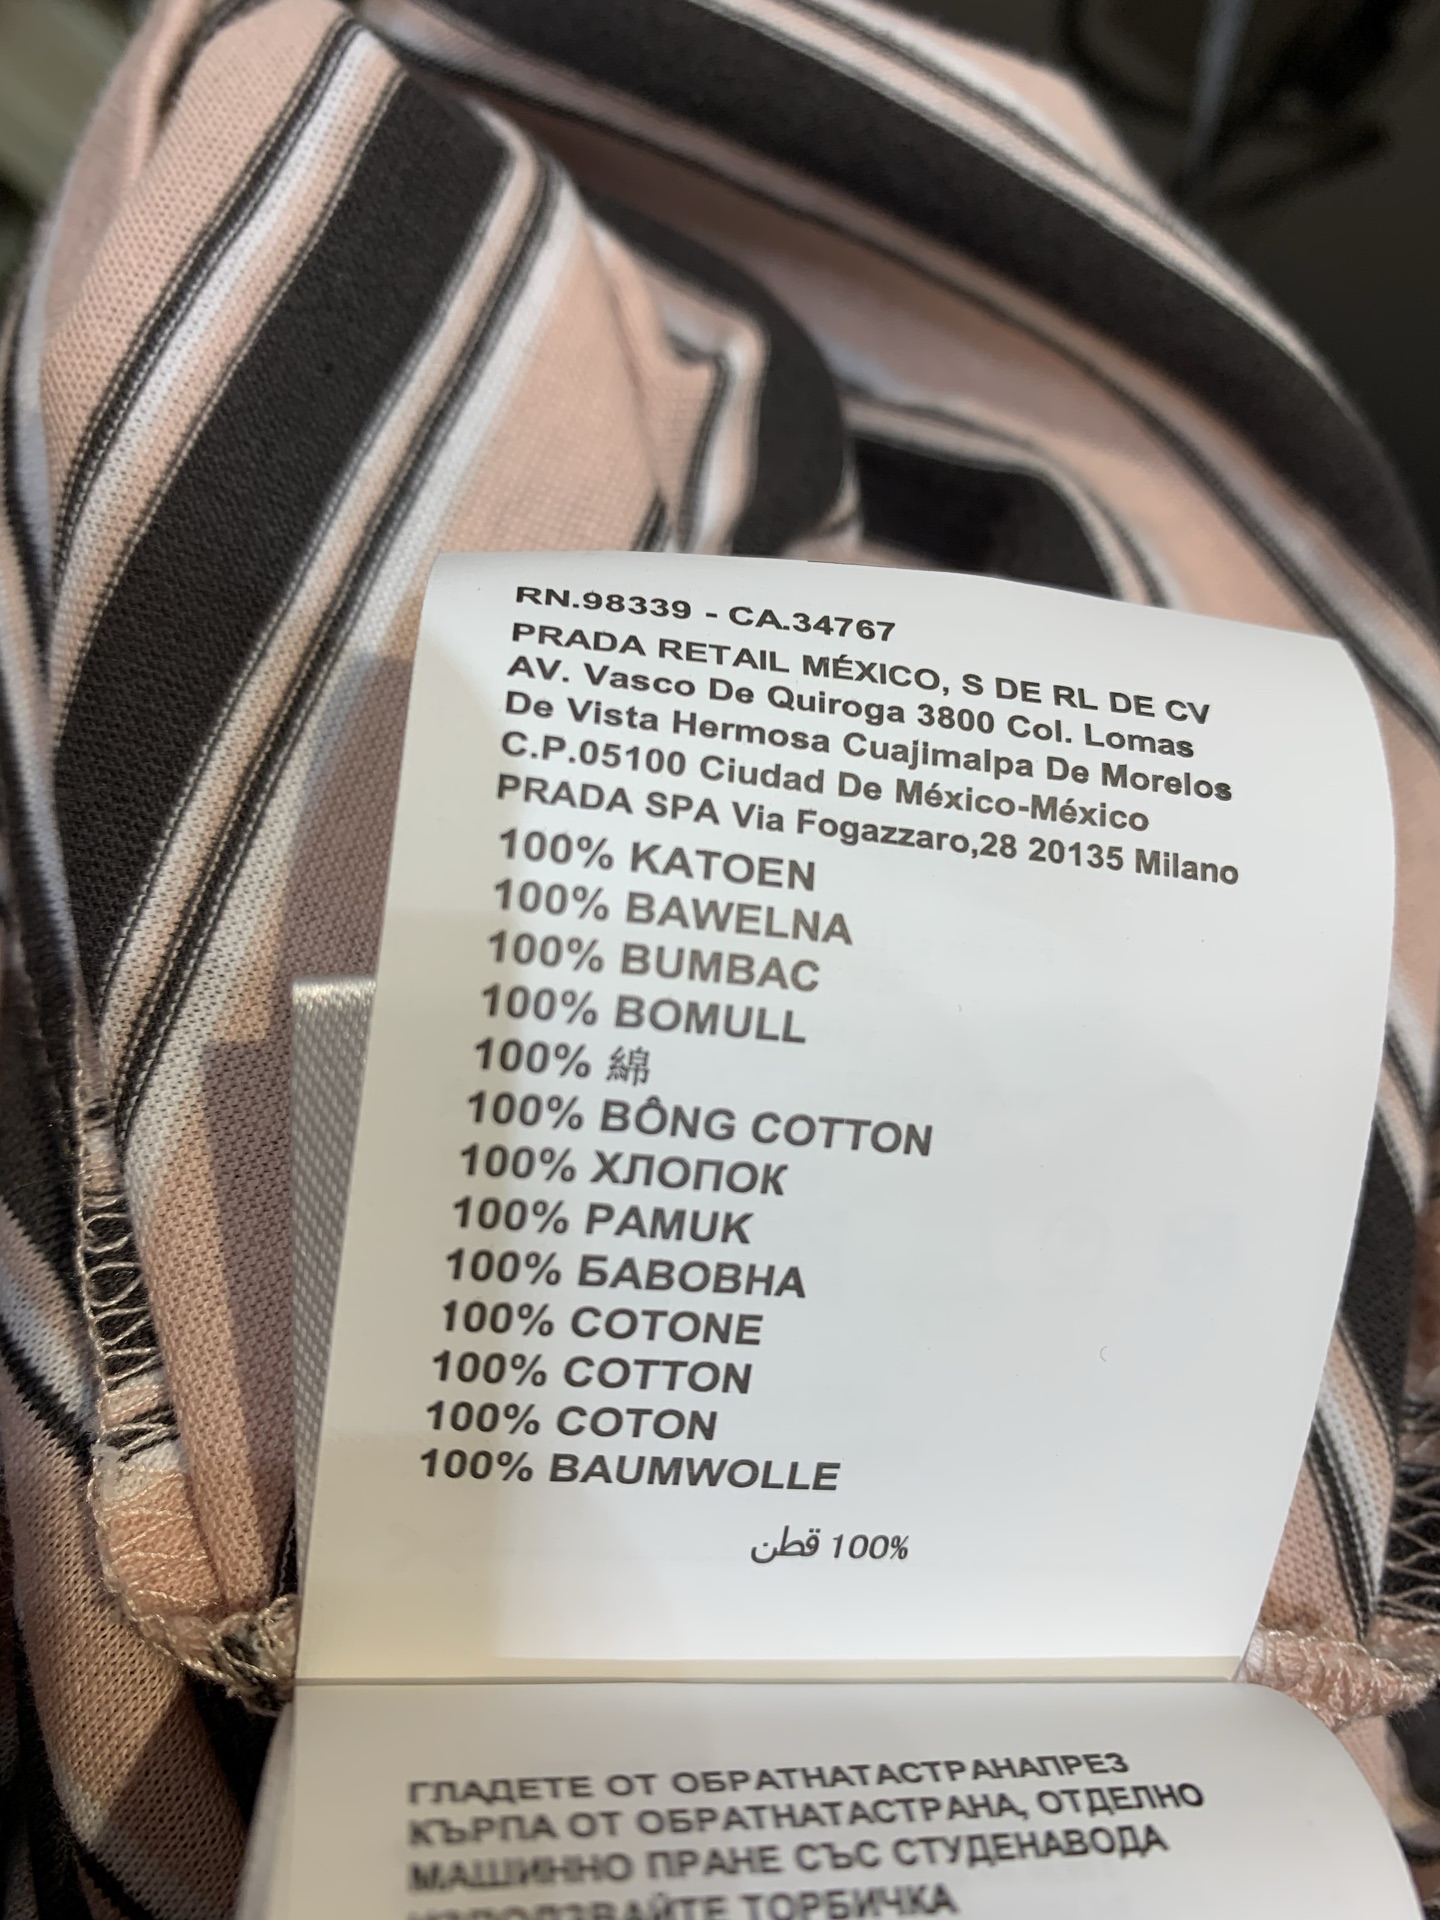 RN.98339 - CA.34767
PRADA RETAIL MÉXICO, S DE RL DE CV
AV. Vasco De Quiroga 3800 Col. Lomas
De Vista Hermosa Cuajimalpa De Morelos
C.P.05100 Ciudad De México-México
PRADA SPA Via Fogazzaro,28 20135 Milano
100% KATOEN
100% BAWELNA
100% BUMBAC
100% BOMULL
100% 綿
100% BÔNG COTTON
100% ХЛОПОК
100% PAMUK
100% БАВОВНА
100% COTONE
100% COTTON
100% COTON
100% BAUMWOLLE
100% قطن
ГЛАДЕТЕ ОТ ОБРАТНАТАСТРАНАПРЕЗ
КЪРПА ОТ ОБРАТНАТАСТРАНА, ОТДЕЛНО
МАШИННО ПРАНЕ СЪС СТУДЕНАВОДА
ИЗПОЛЗВАЙТЕ ТОРБИЧКА